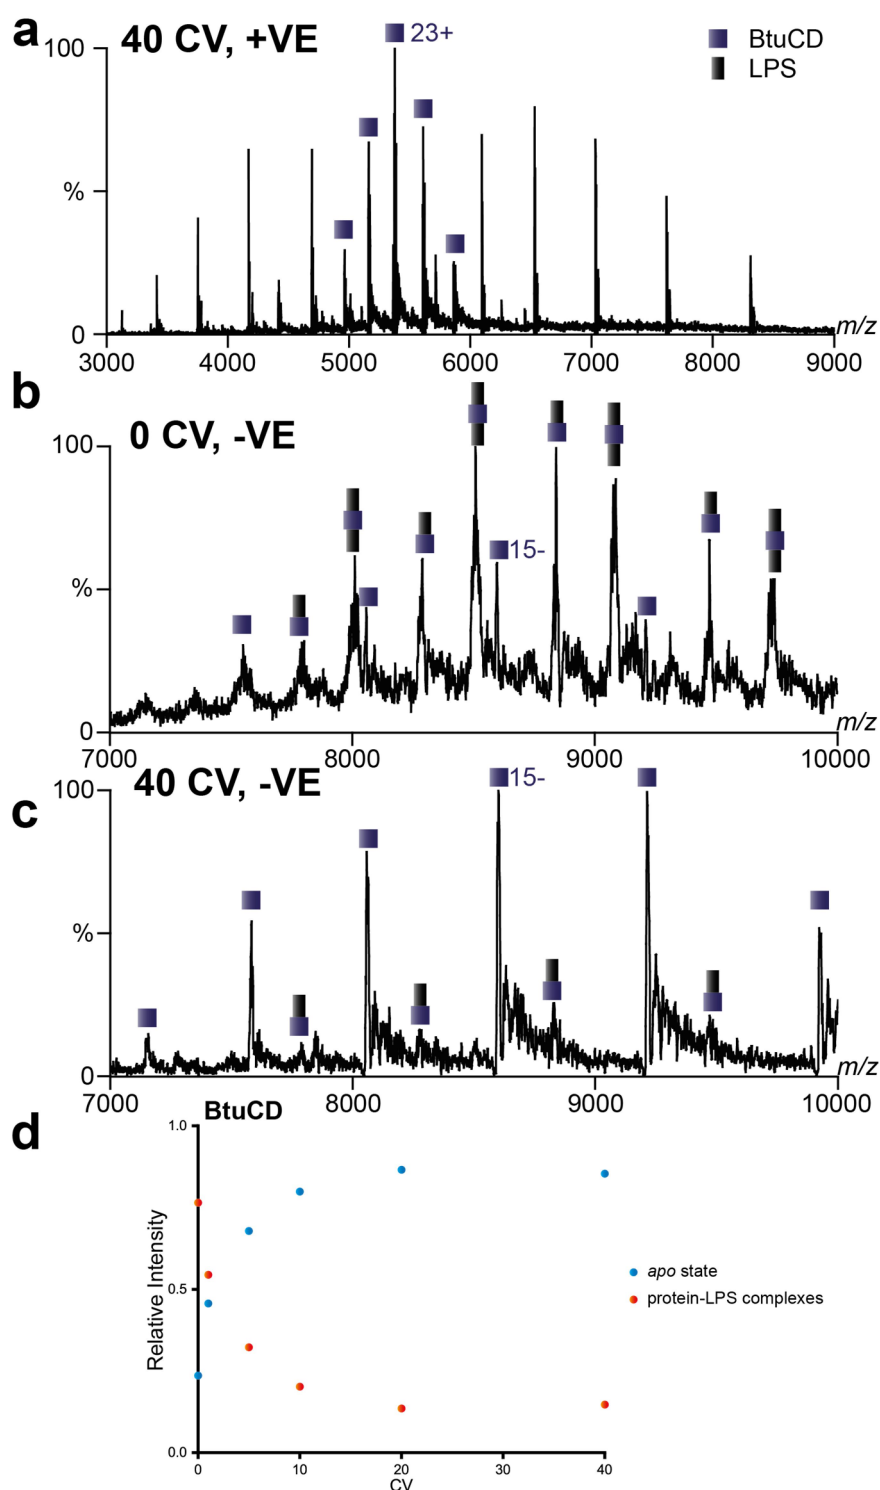 a
40 CV, +VE
23+
BtuCD
LPS
100
%
0
3000 4000 5000 6000 7000 8000 9000
m/z
b
0 CV, -VE
100
15-
%
0
7000 8000 9000 10000
m/z
c
40 CV, -VE
15-
100
%
0
7000 8000 9000 10000
m/z
d
BtuCD
1.0
0.5
0.0
Relative Intensity
apo state
protein-LPS complexes
0 10 20 30 40
CV